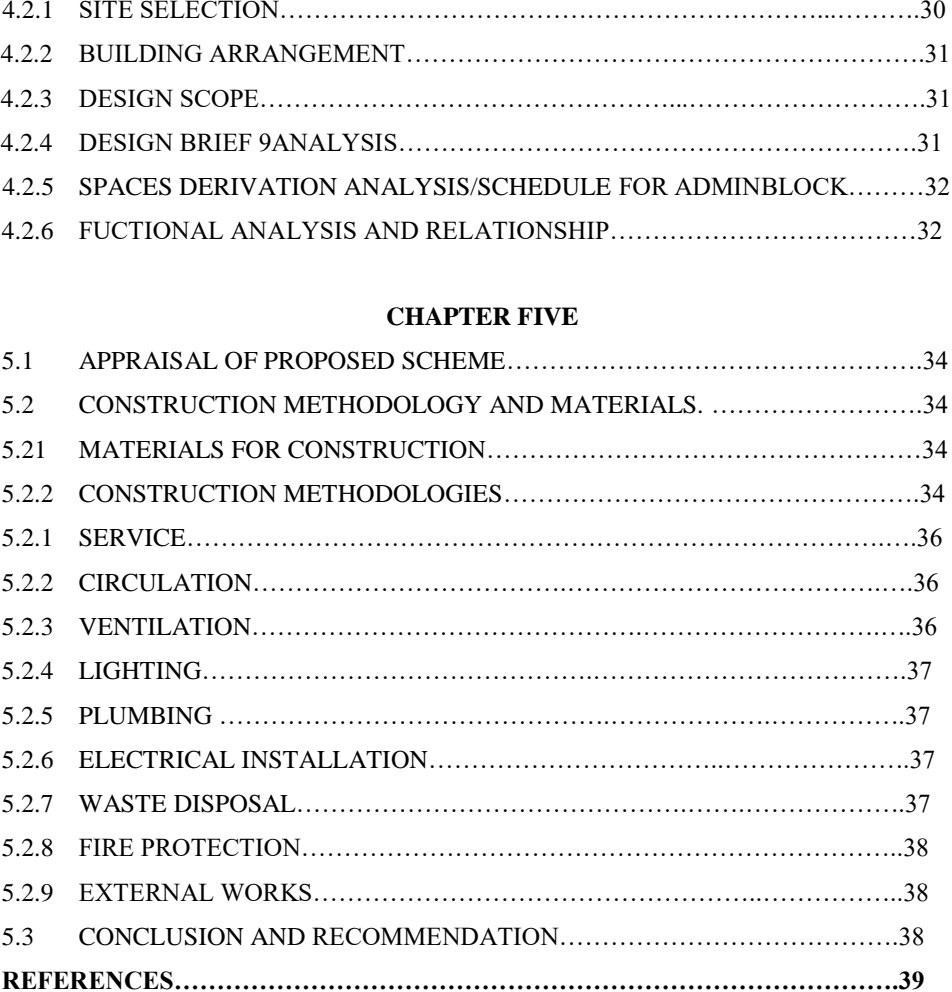 4.2.1 SITE SELECTION……………………………………………………………...……….30
4.2.2 BUILDING ARRANGEMENT……………………………………………………….31
4.2.3 DESIGN SCOPE……………………………………………...……………………….31
4.2.4 DESIGN BRIEF 9ANALYSIS……………………………………………………….31
4.2.5 SPACES DERIVATION ANALYSIS/SCHEDULE FOR ADMINBLOCK………32
4.2.6 FUCTIONAL ANALYSIS AND RELATIONSHIP…………………………………32
CHAPTER FIVE
5.1 APPRAISAL OF PROPOSED SCHEME……………………………………………….34
5.2 CONSTRUCTION METHODOLOGY AND MATERIALS. …………………………….34
5.21 MATERIALS FOR CONSTRUCTION…………………………………………………34
5.2.2 CONSTRUCTION METHODOLOGIES……………………………………………….34
5.2.1 SERVICE……………………………………………….……………………………….….36
5.2.2 CIRCULATION……………………………………….……………………………….….36
5.2.3 VENTILATION……………………………………………….……………………….….36
5.2.4 LIGHTING………………………………………………………….……………………….37
5.2.5 PLUMBING …………………………………………..………………….……………….37
5.2.6 ELECTRICAL INSTALLATION…………………………………..…………………….37
5.2.7 WASTE DISPOSAL…………………………………………………….……………….37
5.2.8 FIRE PROTECTION……………………………………………………….…………..38
5.2.9 EXTERNAL WORKS…………………………………………..………………………..38
5.3 CONCLUSION AND RECOMMENDATION………………………………………….38
REFERENCES…………………………………………………………………………….39